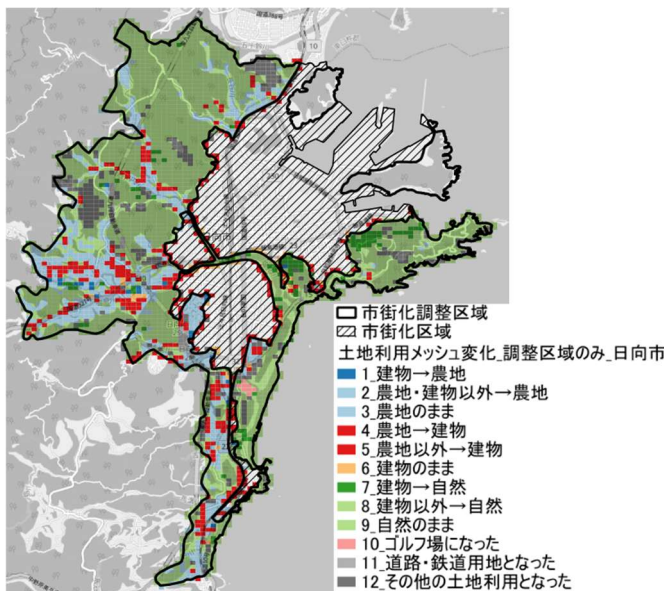 10
市街化調整区域
市街化区域
土地利用メッシュ変化_調整区域のみ_日向市
1_建物→農地
2_農地・建物以外→農地
3_農地のまま
4_農地→建物
5_農地以外→建物
6_建物のまま
7_建物→自然
8_建物以外→自然
9_自然のまま
10_ゴルフ場になった
11_道路・鉄道用地となった
12_その他の土地利用となった